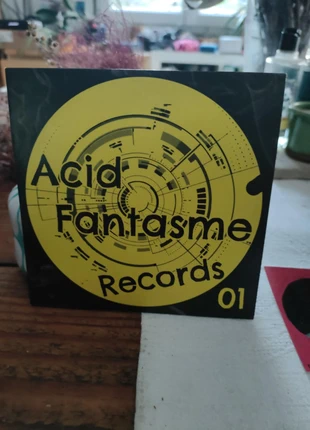 Acid
Fantasme
Records
01